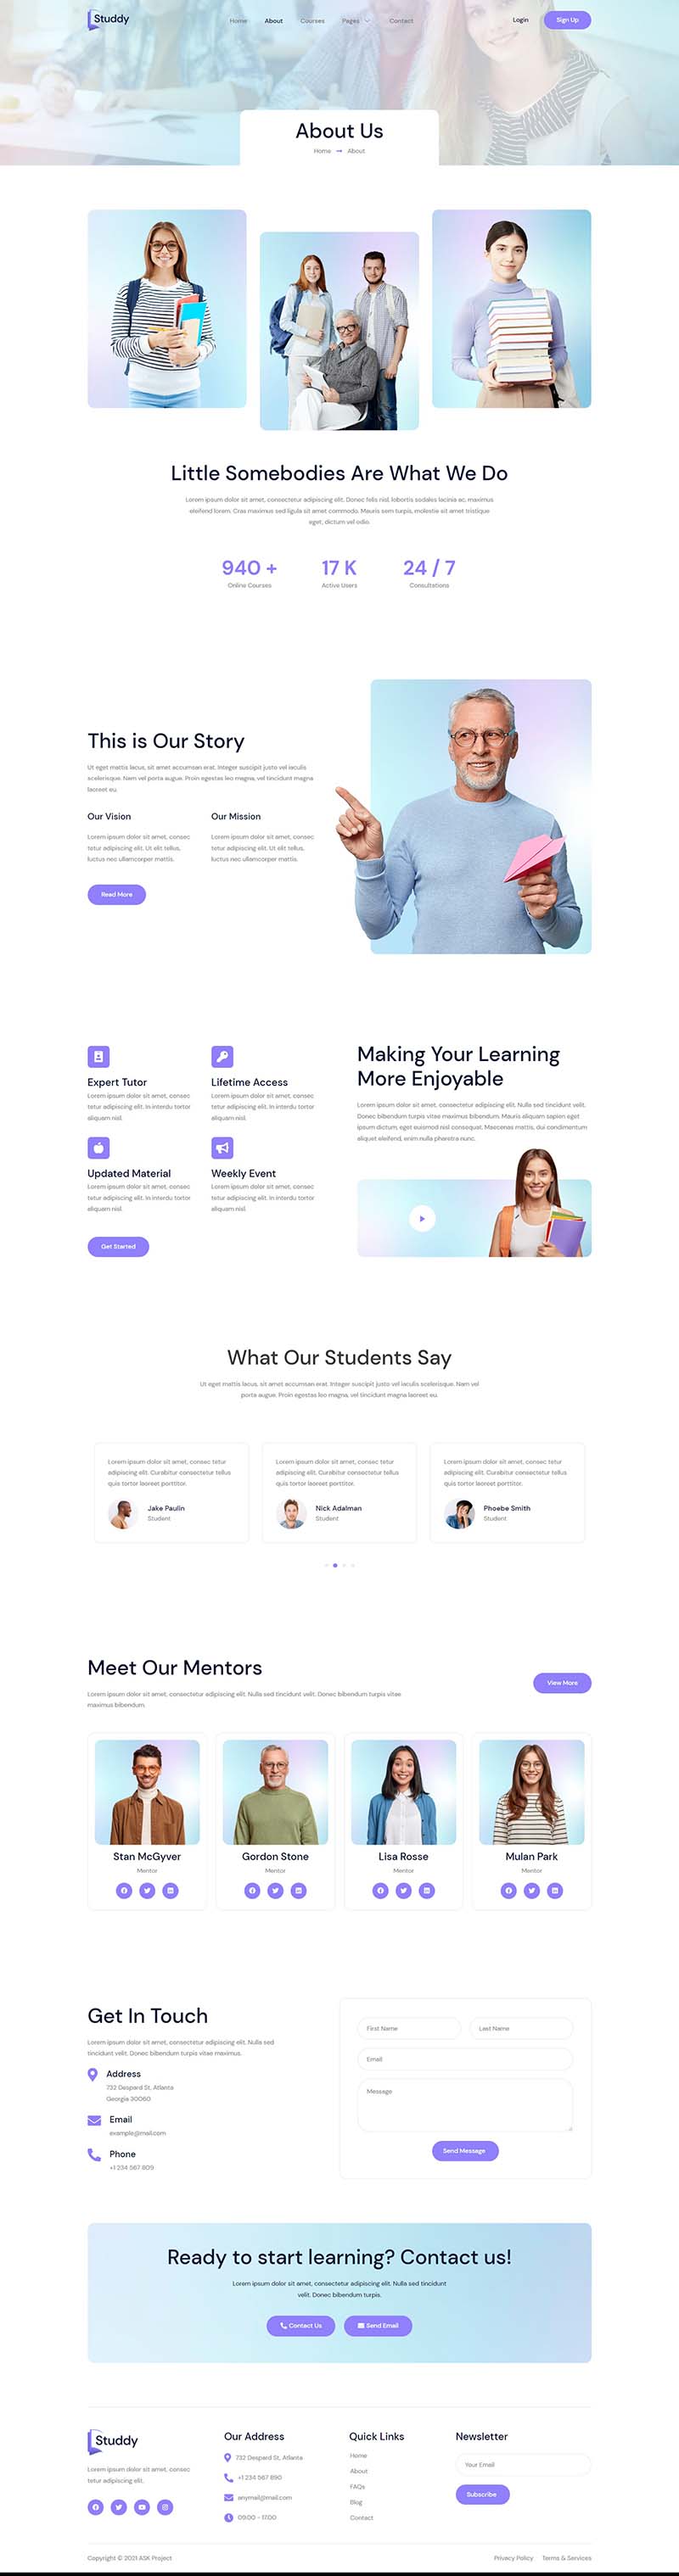 Studdy
Home About Courses Pages Contact
Login Sign Up
About Us
Home About
Little Somebodies Are What We Do
Lorem ipsum dolor sit amet, consectetur adipiscing elit. Donec felis nisl, lobortis sodales lacinia ac, maximus
eleifend lorem. Cras maximus sed ligula sit amet commodo. Mauris sem turpis, molestie sit amet tristique
eget, dictum vel odio.
940 + 17 K 24 / 7
Online Courses Active Users Consultations
This is Our Story
Ut eget mattis lacus, sit amet accumsan erat. Integer suscipit justo vel iaculis
scelerisque. Nam vel porta augue. Proin egestas leo magna, vel tincidunt magna
laoreet eu.
Our Vision
Lorem ipsum dolor sit amet, consec
tetur adipiscing elit. Ut elit tellus,
luctus nec ullamcorper mattis.
Our Mission
Lorem ipsum dolor sit amet, consec
tetur adipiscing elit. Ut elit tellus,
luctus nec ullamcorper mattis.
Read More
Expert Tutor
Lorem ipsum dolor sit amet, consec
tetur adipiscing elit. In interdu tortor
aliquam nisl.
Lifetime Access
Lorem ipsum dolor sit amet, consec
tetur adipiscing elit. In interdu tortor
aliquam nisl.
Updated Material
Lorem ipsum dolor sit amet, consec
tetur adipiscing elit. In interdu tortor
aliquam nisl.
Weekly Event
Lorem ipsum dolor sit amet, consec
tetur adipiscing elit. In interdu tortor
aliquam nisl.
Get Started
Making Your Learning
More Enjoyable
Lorem ipsum dolor sit amet, consectetur adipiscing elit. Nulla sed tincidunt velit.
Donec bibendum turpis vitae maximus bibendum. Mauris aliquam sapien eget
ipsum dictum, eget euismod nisl consequat. Maecenas mattis, dui condimentum
aliquet eleifend, enim nulla pharetra nunc.
What Our Students Say
Ut eget mattis lacus, sit amet accumsan erat. Integer suscipit justo vel iaculis scelerisque. Nam vel
porta augue. Proin egestas leo magna, vel tincidunt magna laoreet eu.
Lorem ipsum dolor sit amet, consec tetur
adipiscing elit. Curabitur consectetur tellus
quis tortor laoreet porttitor.
Jake Paulin
Student
Lorem ipsum dolor sit amet, consec tetur
adipiscing elit. Curabitur consectetur tellus
quis tortor laoreet porttitor.
Nick Adalman
Student
Lorem ipsum dolor sit amet, consec tetur
adipiscing elit. Curabitur consectetur tellus
quis tortor laoreet porttitor.
Phoebe Smith
Student
Meet Our Mentors
Lorem ipsum dolor sit amet, consectetur adipiscing elit. Nulla sed tincidunt velit. Donec bibendum turpis vitae
maximus bibendum.
View More
Stan McGyver
Mentor
Gordon Stone
Mentor
Lisa Rosse
Mentor
Mulan Park
Mentor
Get In Touch
Lorem ipsum dolor sit amet, consectetur adipiscing elit. Nulla sed
tincidunt velit. Donec bibendum turpis vitae maximus.
Address
732 Despard St, Atlanta
Georgia 30060
Email
example@mail.com
Phone
+1 234 567 809
First Name Last Name
Email
Message
Send Message
Ready to start learning? Contact us!
Lorem ipsum dolor sit amet, consectetur adipiscing elit. Nulla sed tincidunt
velit. Donec bibendum turpis.
Contact Us Send Email
Studdy
Lorem ipsum dolor sit amet, consec
tetur adipiscing elit.
Our Address
732 Despard St, Atlanta
+1 234 567 890
anymail@mail.com
09:00 - 17:00
Quick Links
Home
About
FAQs
Blog
Contact
Newsletter
Your Email
Subscribe
Copyright © 2021 ASK Project
Privacy Policy Terms & Services